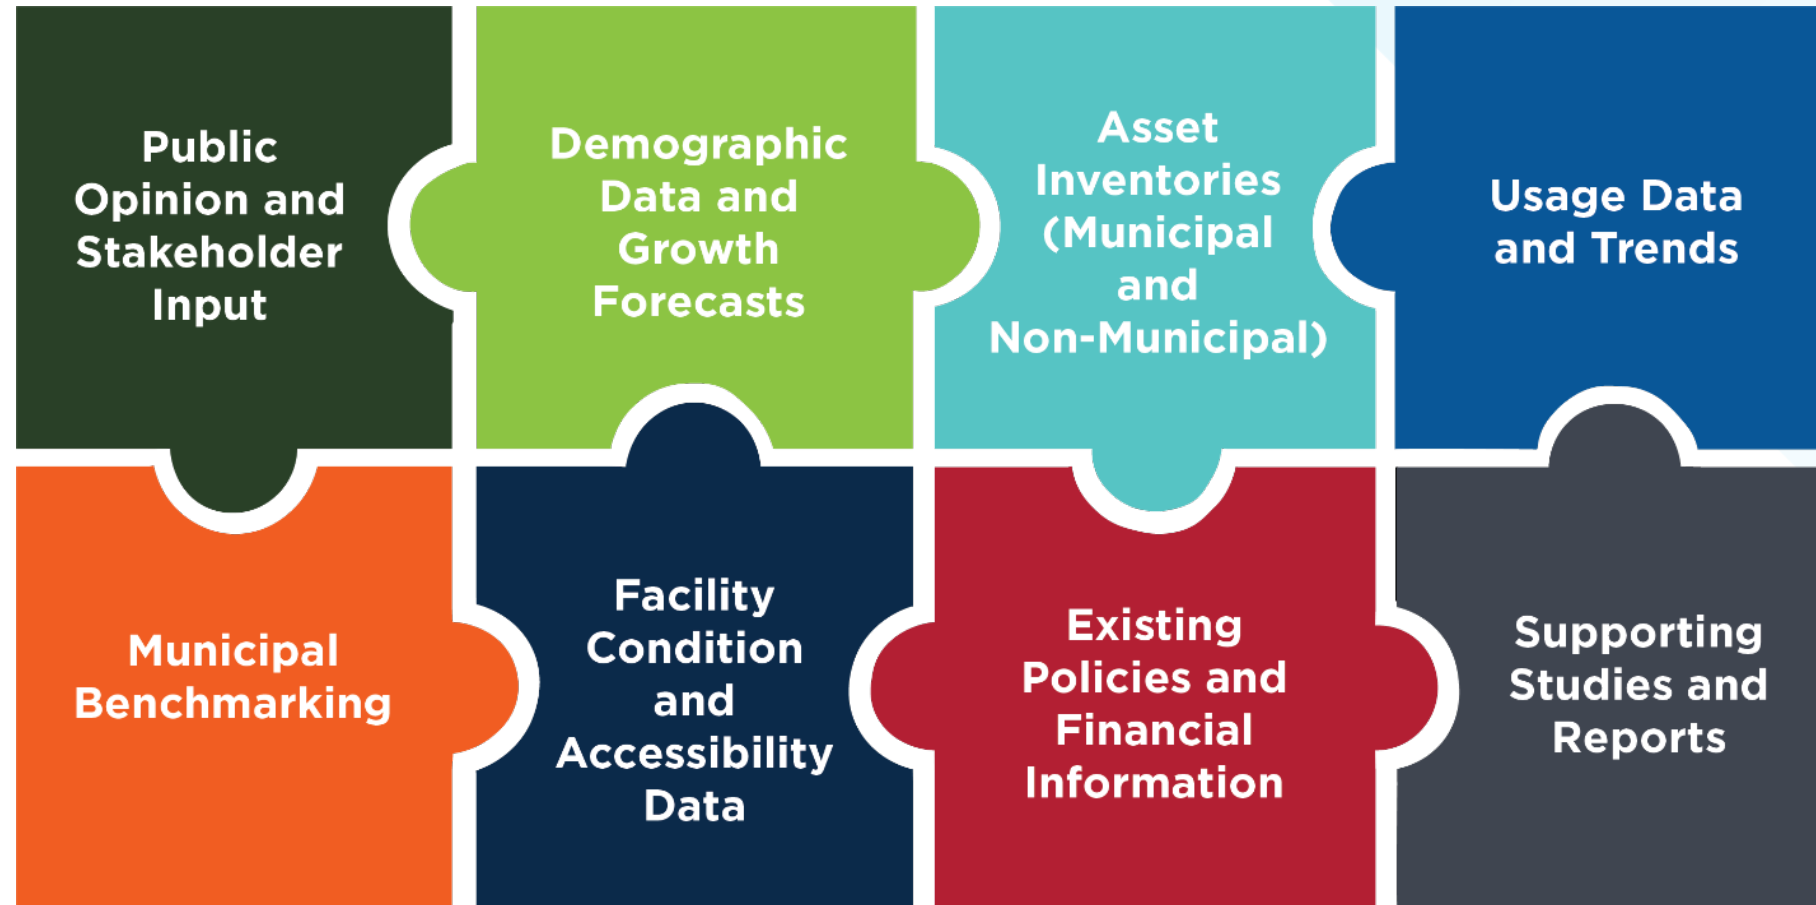 Public
Opinion and
Stakeholder
Input
Demographic
Data and
Growth
Forecasts
Asset
Inventories
(Municipal
and
Non-Municipal)
Usage Data
and Trends
Municipal
Benchmarking
Facility
Condition
and
Accessibility
Data
Existing
Policies and
Financial
Information
Supporting
Studies and
Reports